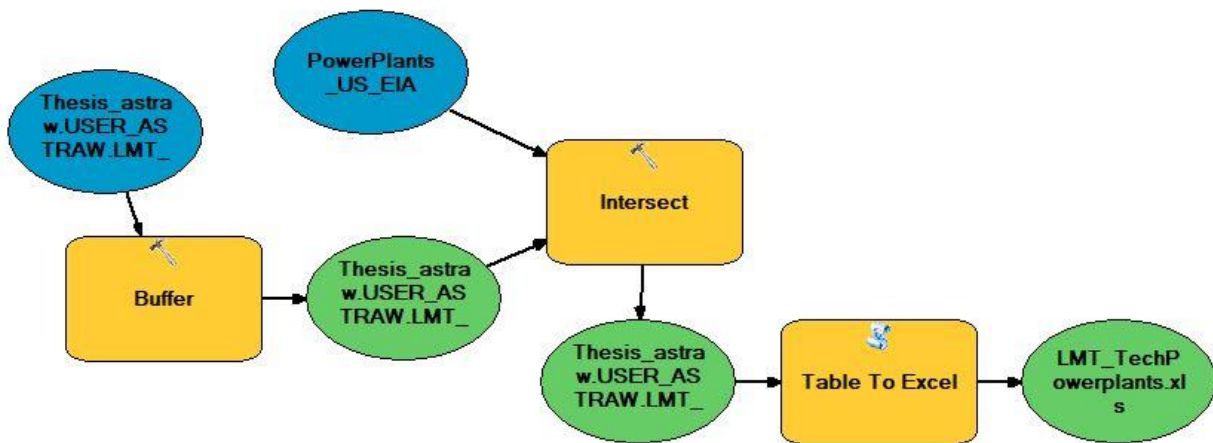 PowerPlants
_US_EIA
Thesis_astra
w.USER_AS
TRAW.LMT_
Intersect
Buffer
Thesis_astra
w.USER_AS
TRAW.LMT_
Thesis_astra
w.USER_AS
TRAW.LMT_
Table To Excel
LMT_TechP
owerplants.xl
s